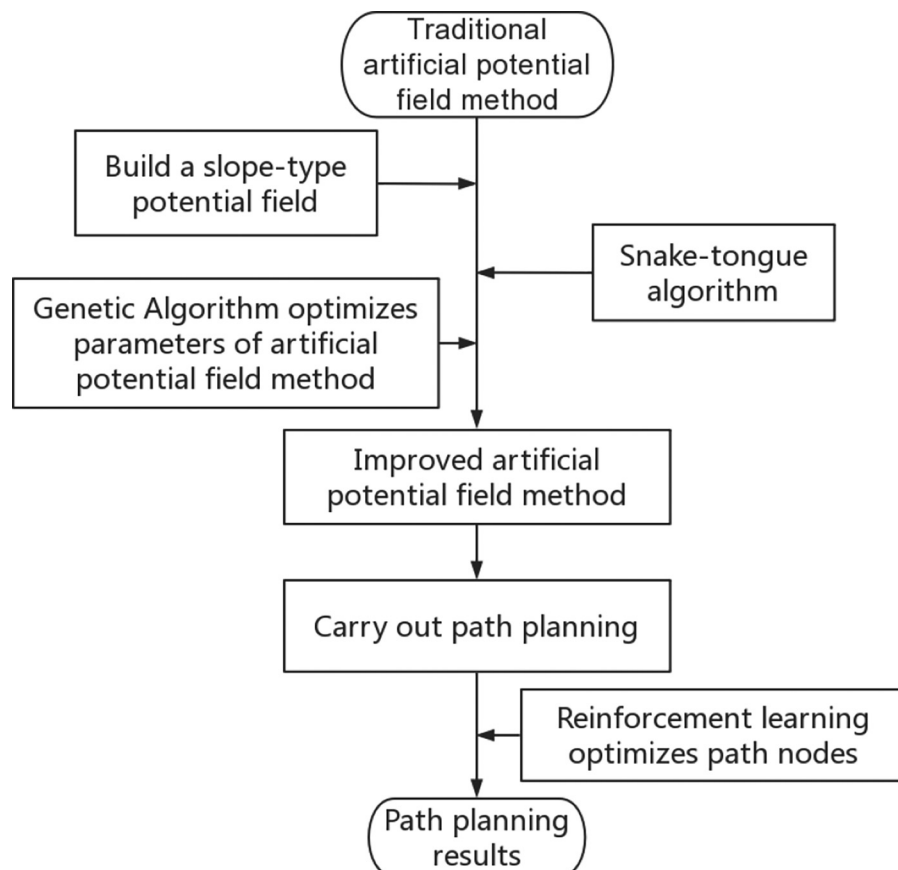 Traditional
artificial potential
field method
Build a slope-type
potential field
Snake-tongue
algorithm
Genetic Algorithm optimizes
parameters of artificial
potential field method
Improved artificial
potential field method
Carry out path planning
Reinforcement learning
optimizes path nodes
Path planning
results